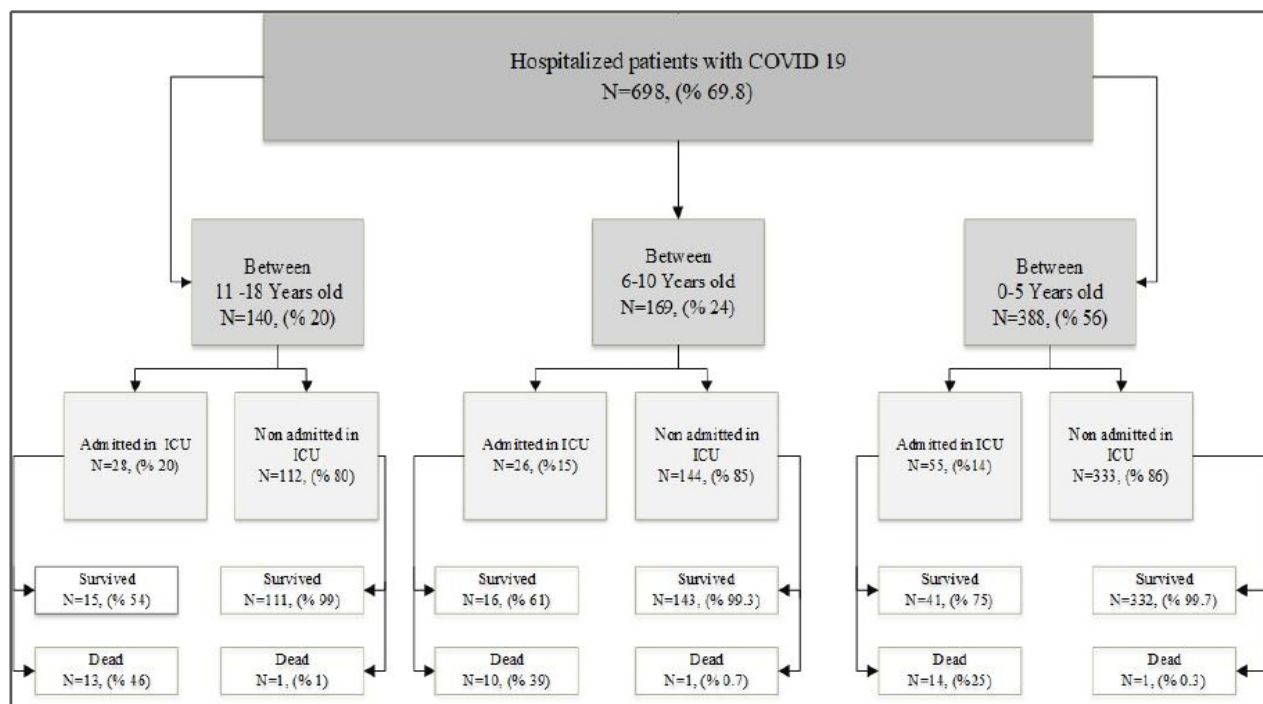 Hospitalized patients with COVID 19
N=698, (% 69.8)
Between
11 -18 Years old
N=140, (% 20)
Between
6-10 Years old
N=169, (% 24)
Between
0-5 Years old
N=388, (% 56)
Admitted in ICU
N=28, (% 20)
Non admitted in
ICU
N=112, (% 80)
Admitted in ICU
N=26, (%15)
Non admitted in
ICU
N=144, (% 85)
Admitted in ICU
N=55, (%14)
Non admitted in
ICU
N=333, (% 86)
Survived
N=15, (% 54)
Survived
N=111, (% 99)
Survived
N=16, (% 61)
Survived
N=143, (% 99.3)
Survived
N=41, (% 75)
Survived
N=332, (% 99.7)
Dead
N=13, (% 46)
Dead
N=1, (% 1)
Dead
N=10, (% 39)
Dead
N=1, (% 0.7)
Dead
N=14, (%25)
Dead
N=1, (% 0.3)